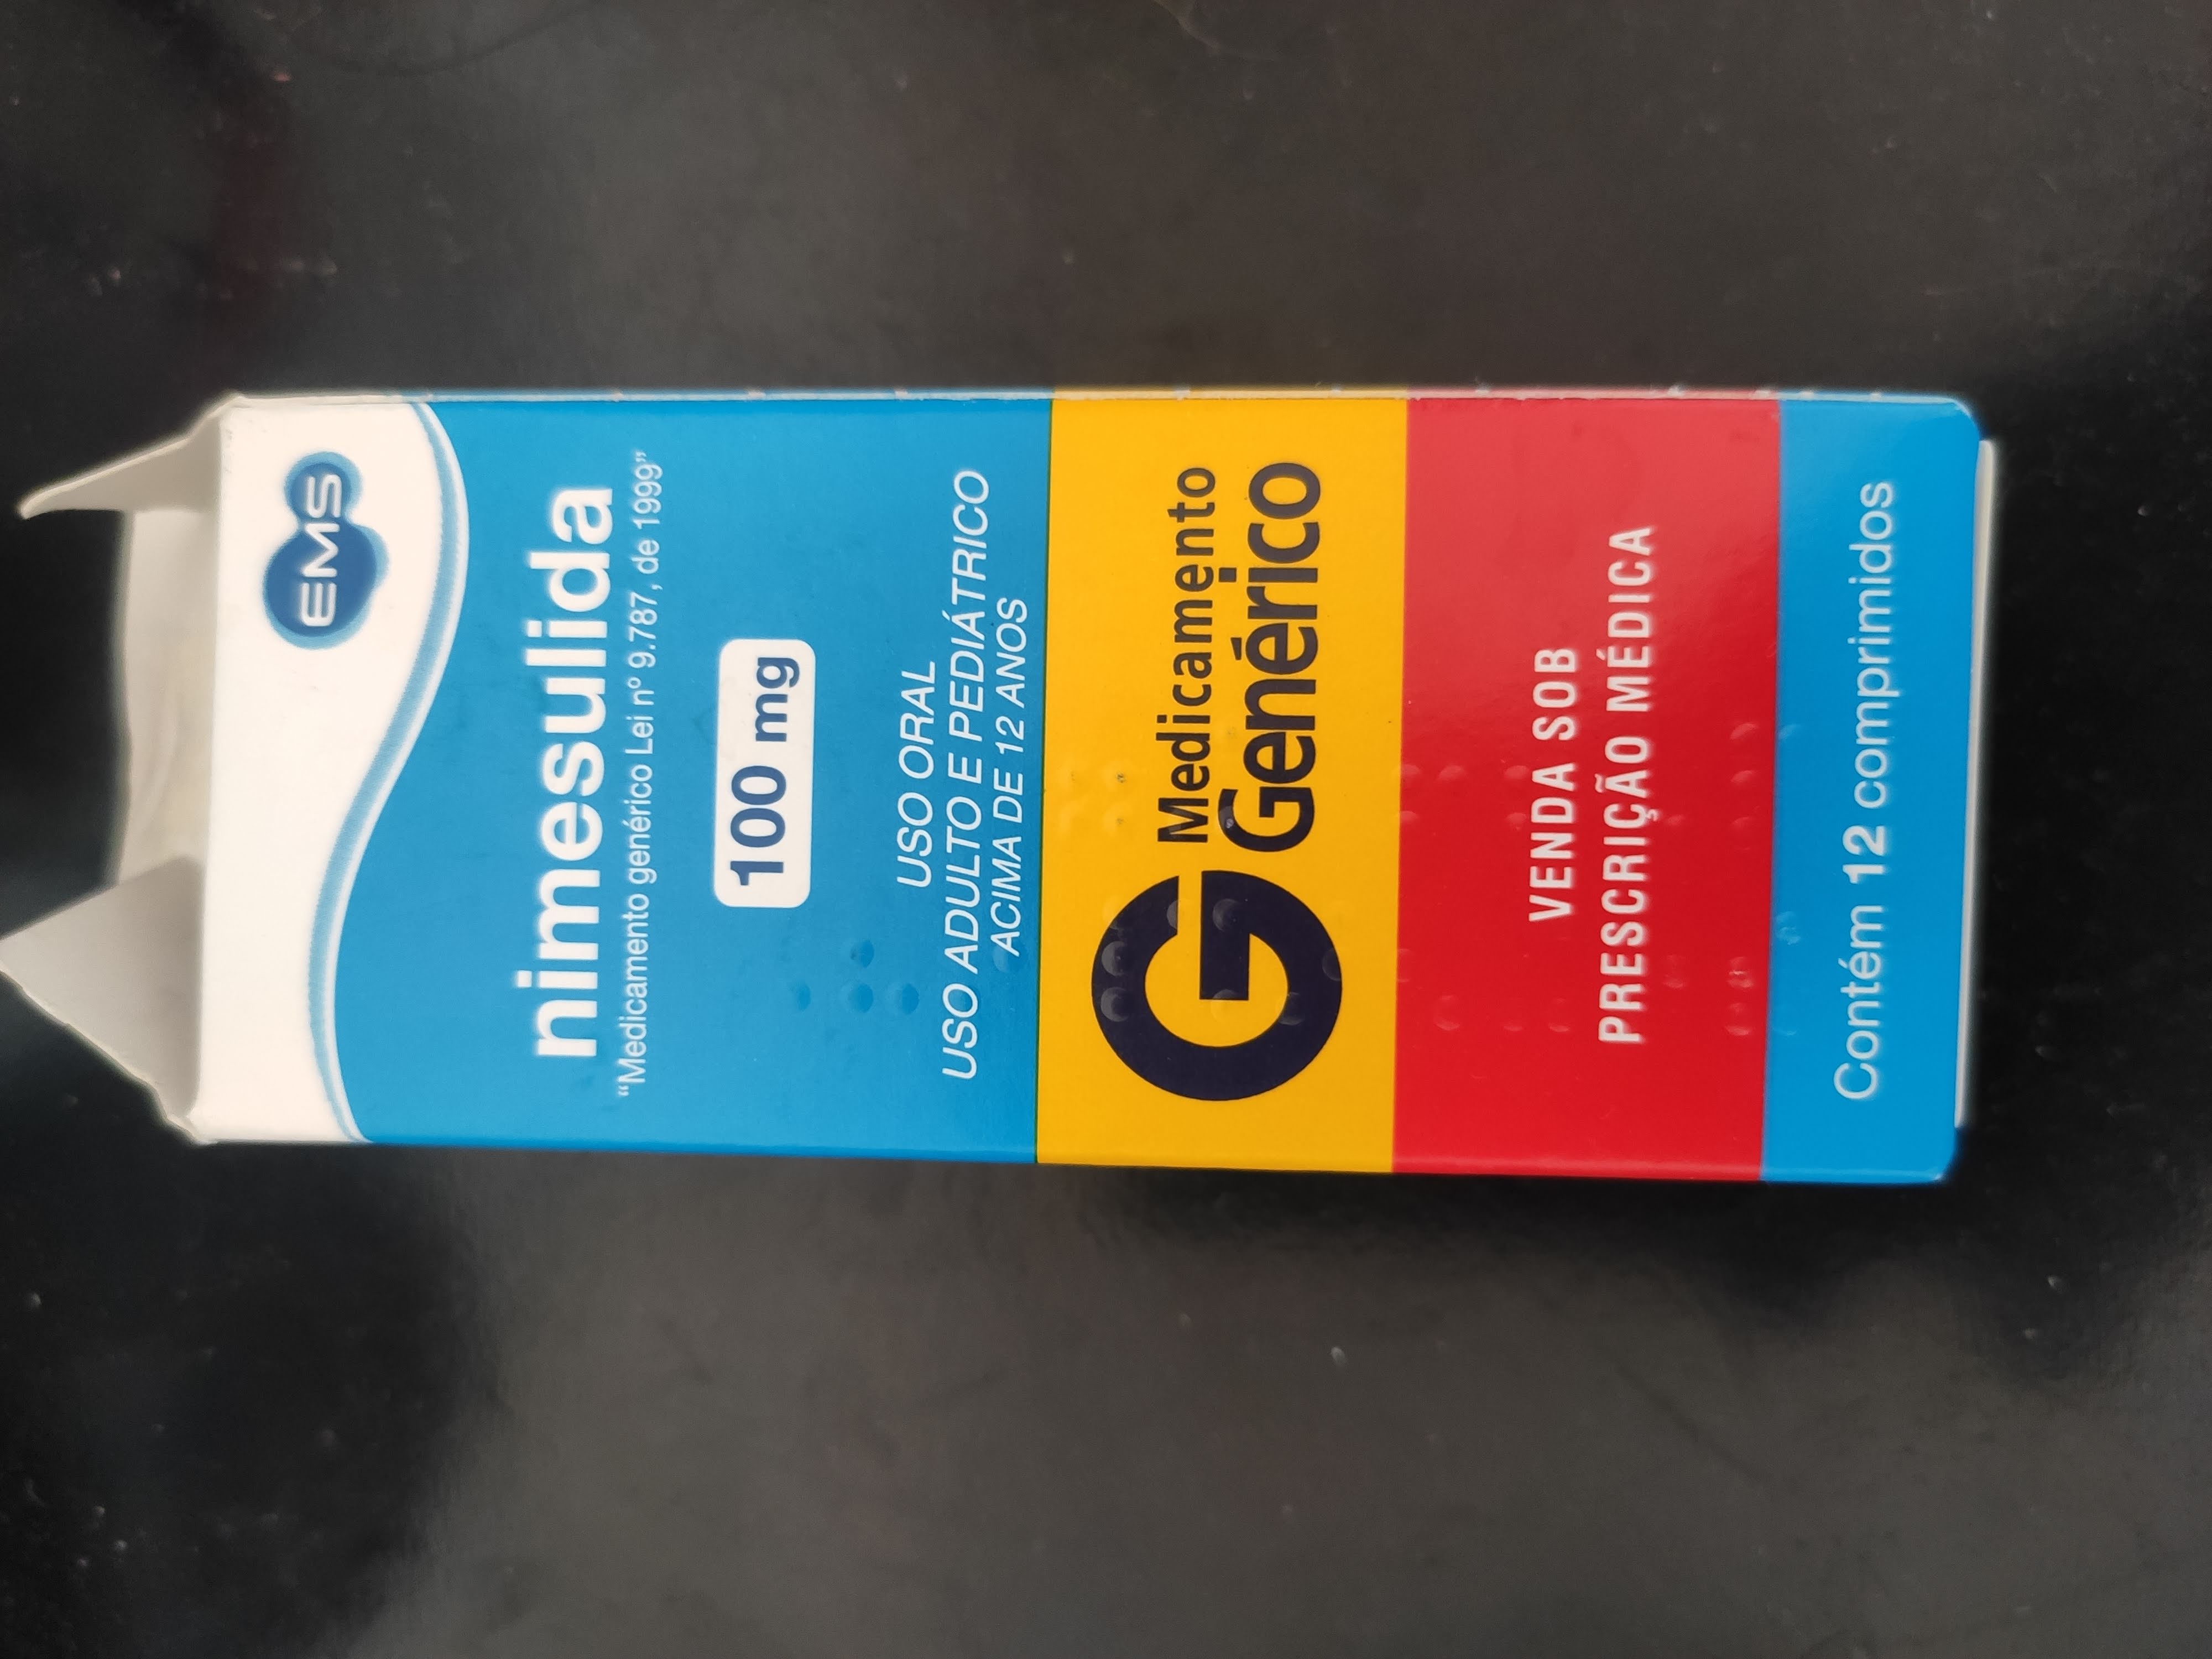 EMS
nimesulida
“Medicamento genérico Lei nº 9.787, de 1999”
100 mg
USO ORAL
USO ADULTO E PEDIÁTRICO
ACIMA DE 12 ANOS
G
Medicamento
Genérico
VENDA SOB
PRESCRIÇÃO MÉDICA
Contém 12 comprimidos